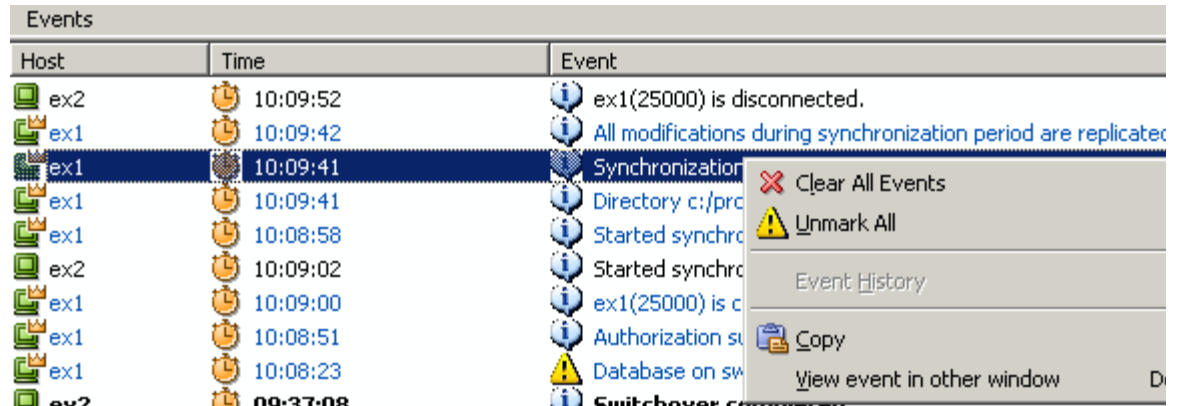 Events
Host Time Event
ex2 10:09:52 ex1(25000) is disconnected.
ex1 10:09:42 All modifications during synchronization period are replicated
ex1 10:09:41 Synchronization
ex1 10:09:41 Directory c:/pro
ex1 10:08:58 Started synchro
ex2 10:09:02 Started synchro
ex1 10:09:00 ex1(25000) is c
ex1 10:08:51 Authorization su
ex1 10:08:23 Database on sw
ex2 09:37:08 Switchover completed
Clear All Events
Unmark All
Event History
Copy
View event in other window